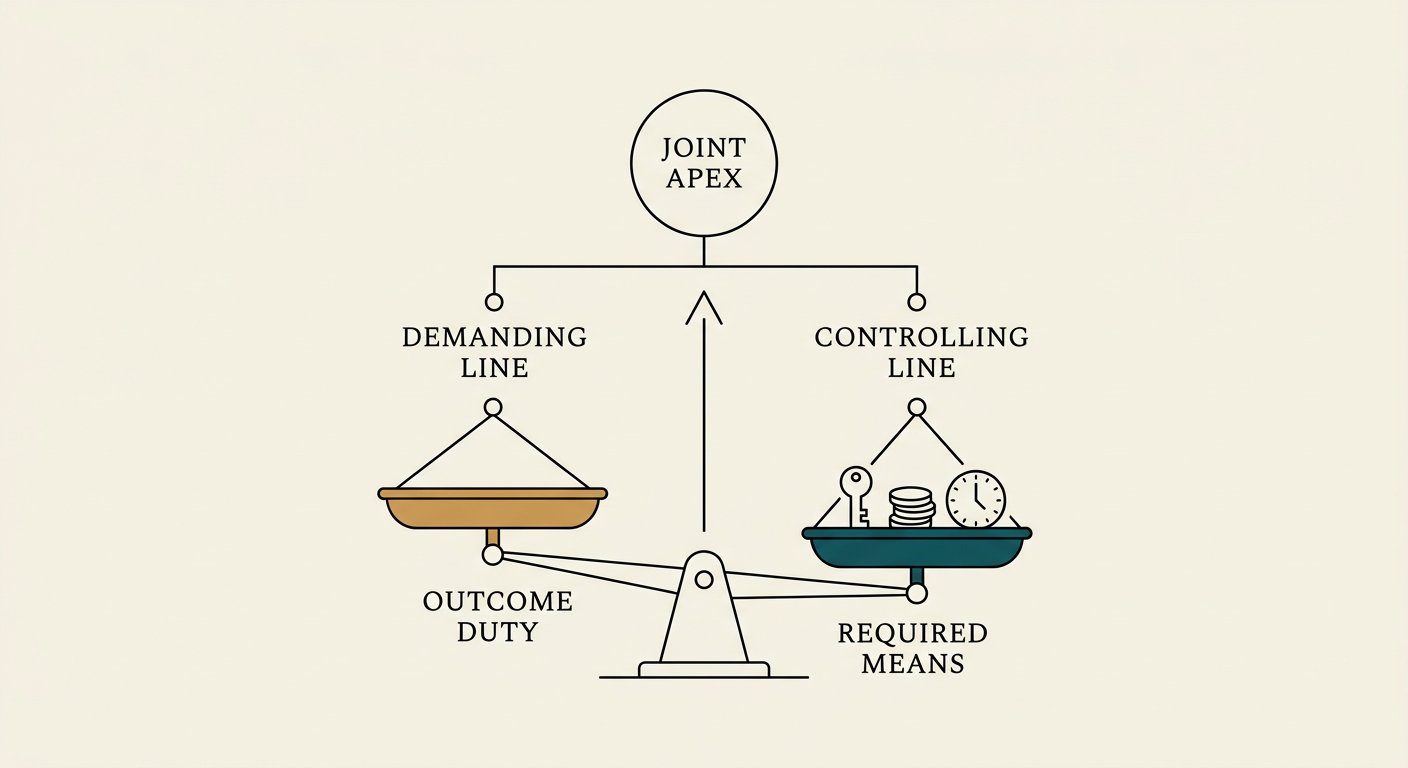 JOINT
APEX
DEMANDING
LINE
CONTROLLING
LINE
OUTCOME
DUTY
REQUIRED
MEANS